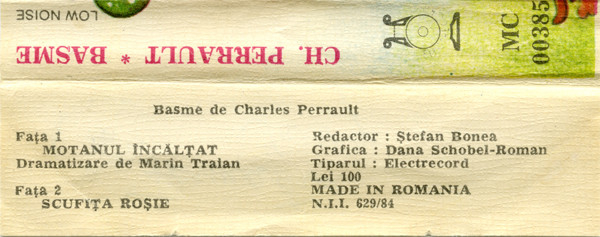 LOW NOISE
CH. PERRAULT * BASME
MC
00385
Basme de Charles Perrault
Fața 1
MOTANUL ÎNCĂLȚAT
Dramatizare de Marin Traian
Fața 2
SCUFIȚA ROȘIE
Redactor : Ștefan Bonea
Grafica : Dana Schobel-Roman
Tiparul : Electrecord
Lei 100
MADE IN ROMANIA
N.I.I. 629/84